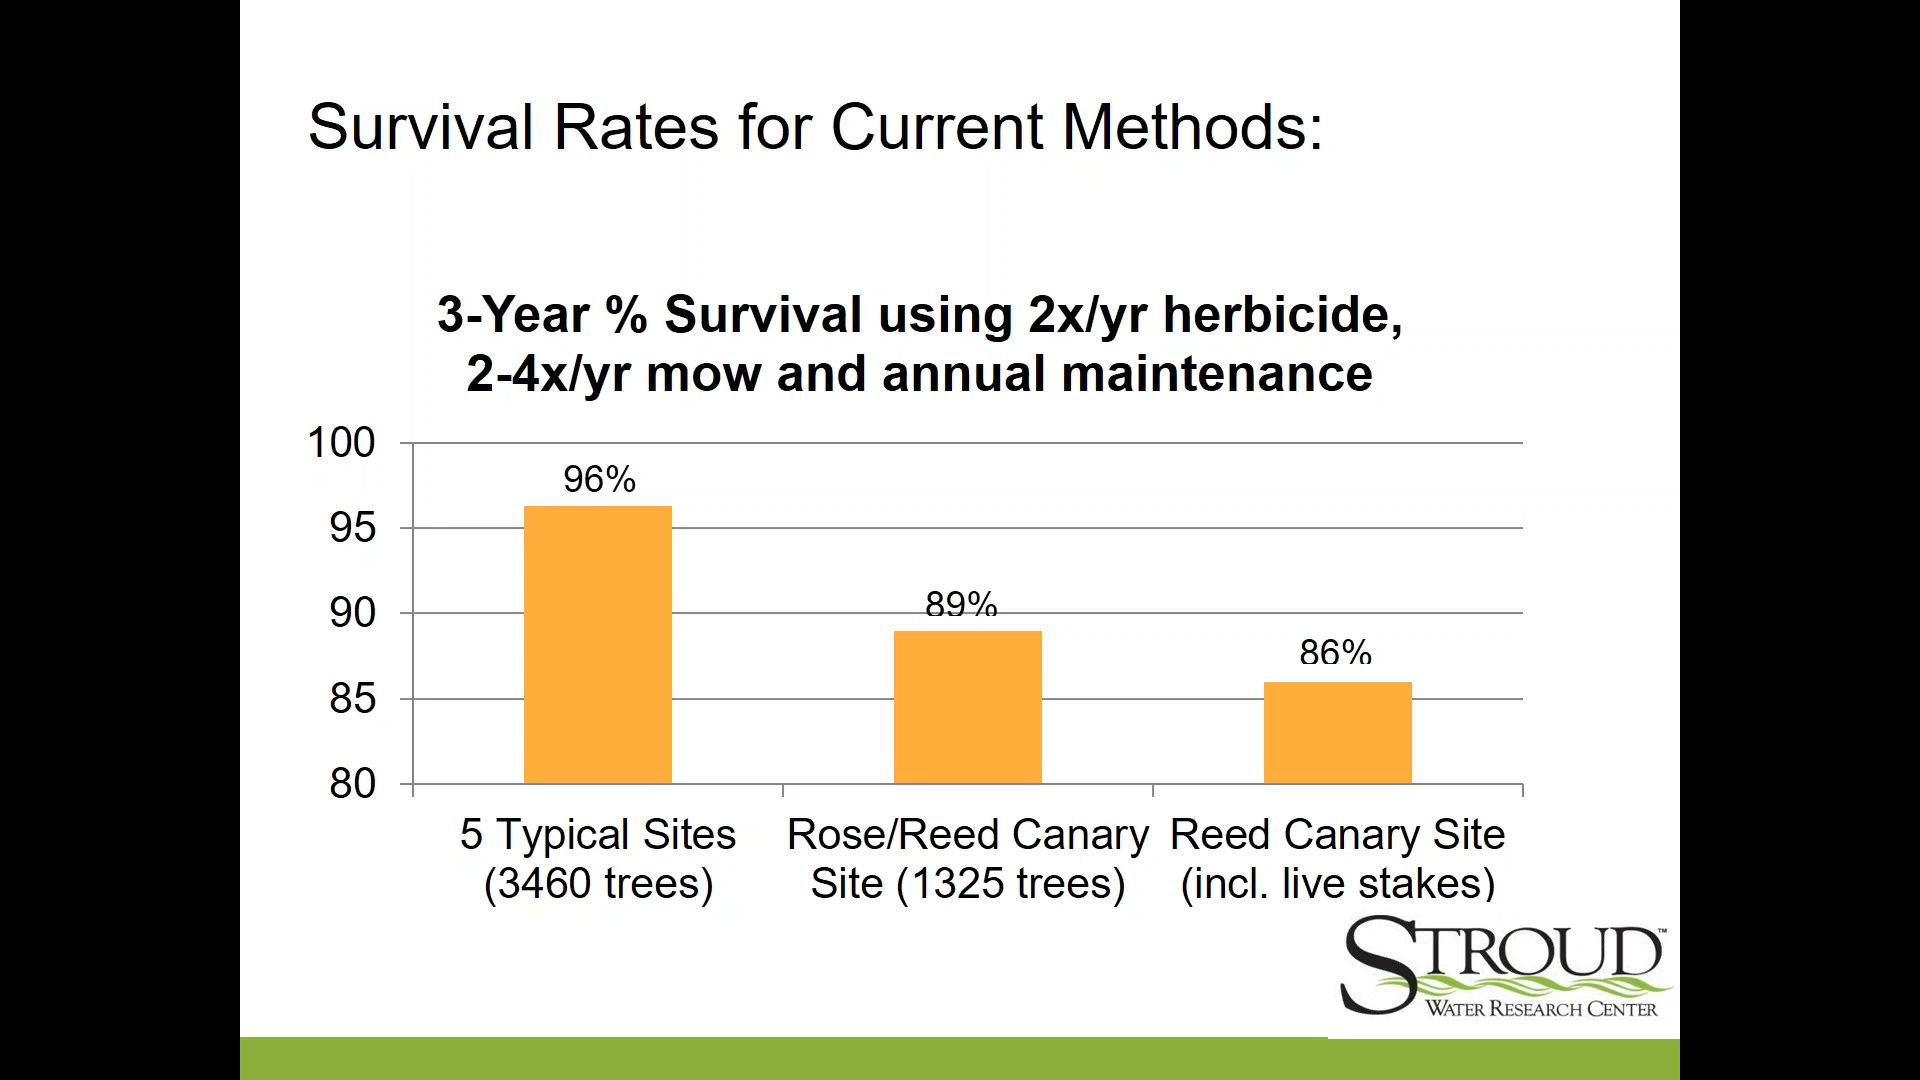 Survival Rates for Current Methods:
3-Year % Survival using 2x/yr herbicide,
2-4x/yr mow and annual maintenance
100
95
90
85
80
96%
89%
86%
5 Typical Sites
(3460 trees)
Rose/Reed Canary
Site (1325 trees)
Reed Canary Site
(incl. live stakes)
STROUD™
WATER RESEARCH CENTER